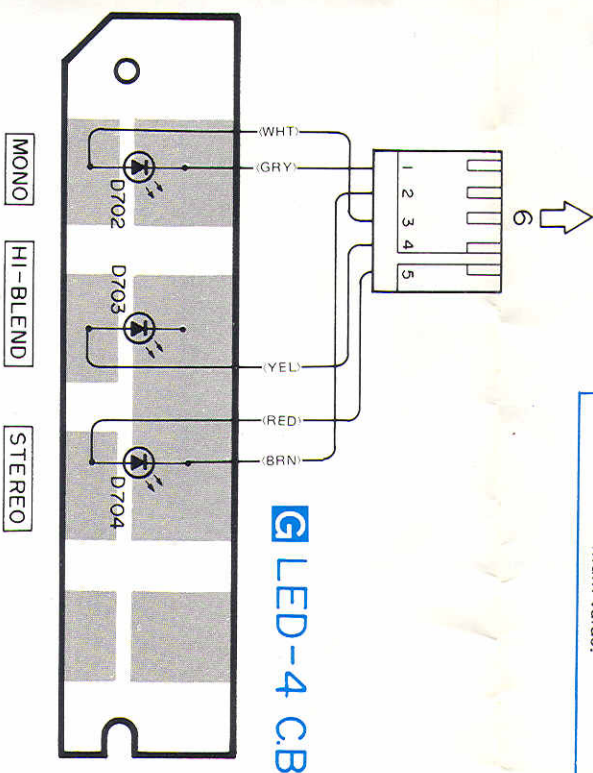 6
1
2
3
4
5
(WHT)
(GRY)
(YEL)
(RED)
(BRN)
D702
D703
D704
MONO
HI-BLEND
STEREO
G LED-4 C.B